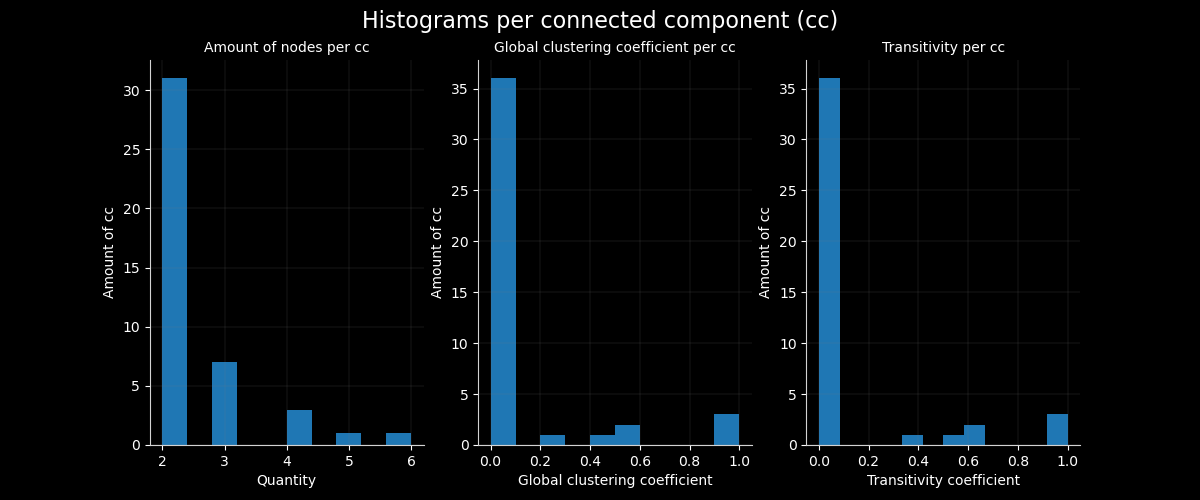 Histograms per connected component (cc)
Amount of nodes per cc
Amount of cc
30
25
20
15
10
5
0
2 3 4 5 6
Quantity
Global clustering coefficient per cc
Amount of cc
35
30
25
20
15
10
5
0
0.0 0.2 0.4 0.6 0.8 1.0
Global clustering coefficient
Transitivity per cc
Amount of cc
35
30
25
20
15
10
5
0
0.0 0.2 0.4 0.6 0.8 1.0
Transitivity coefficient